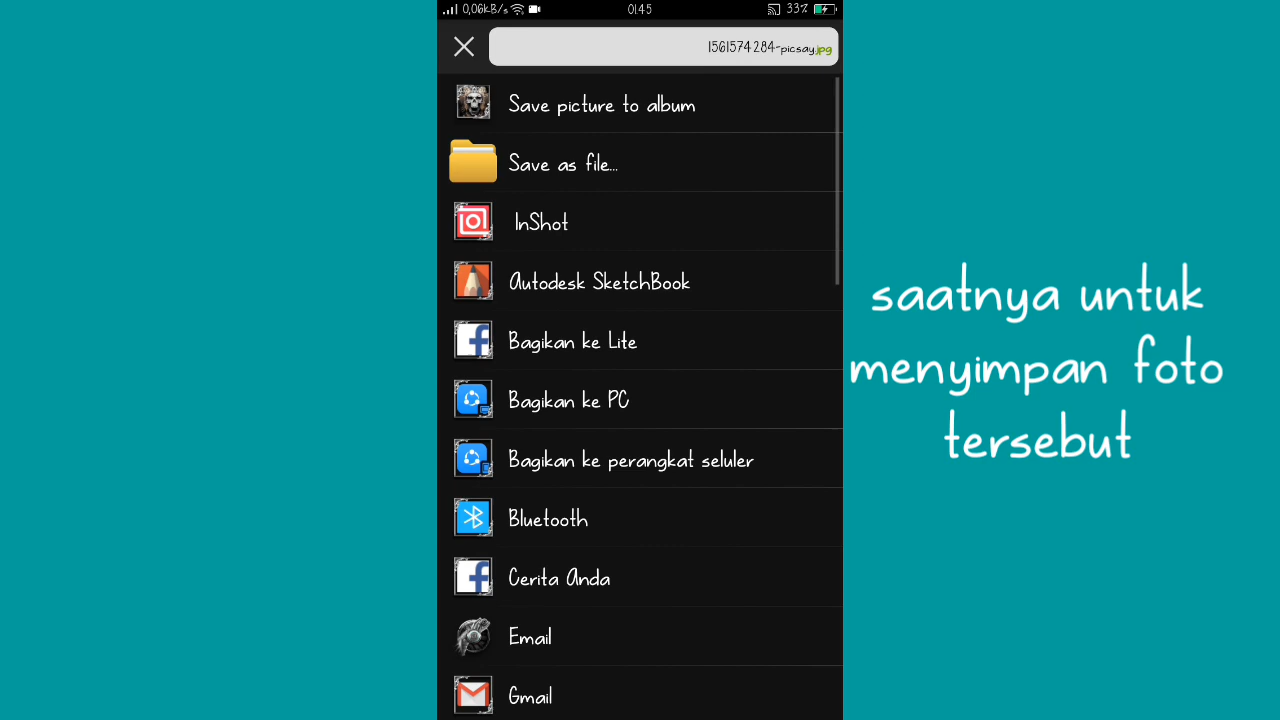 0,06KB/s
01.45
33%
1561574284-picsay.jpg
Save picture to album
Save as file...
InShot
Autodesk SketchBook
Bagikan ke Lite
Bagikan ke PC
Bagikan ke perangkat seluler
Bluetooth
Cerita Anda
Email
Gmail
saatnya untuk
menyimpan foto
tersebut